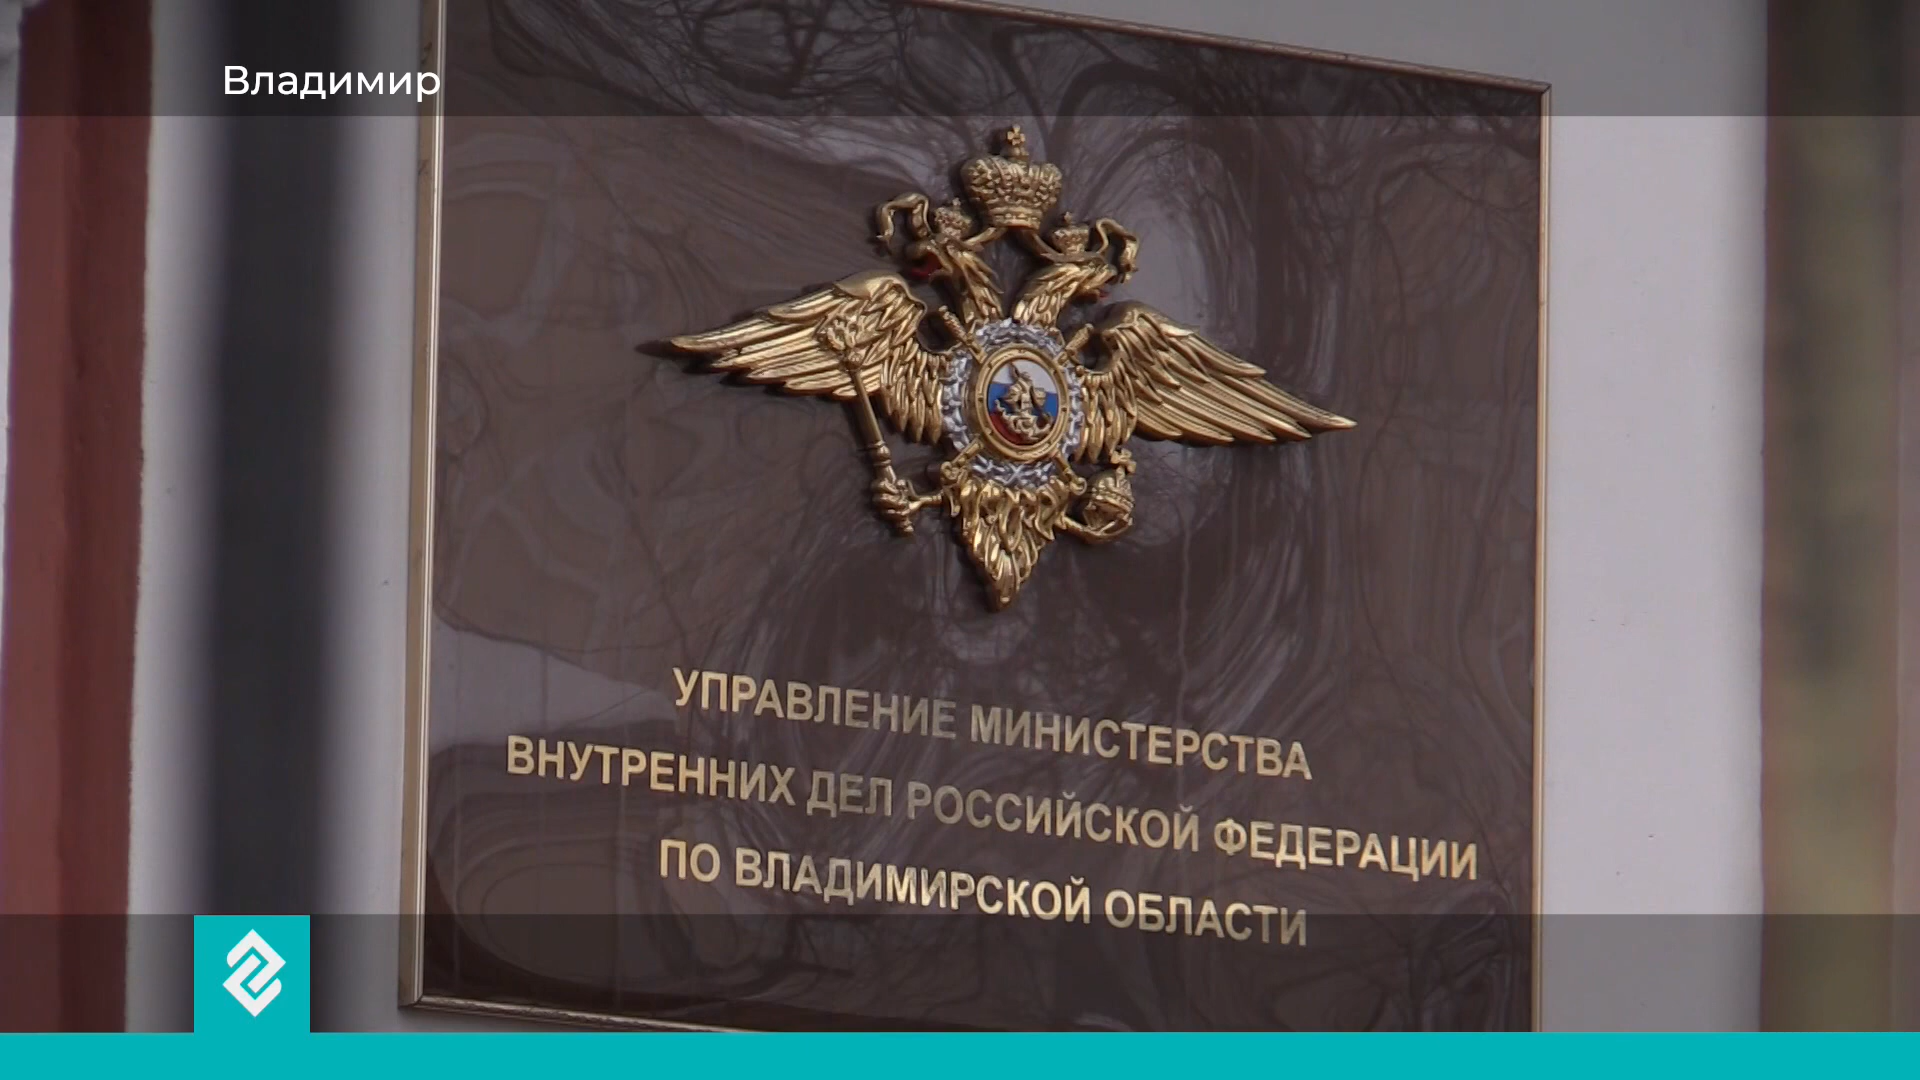 Владимир
УПРАВЛЕНИЕ МИНИСТЕРСТВА
ВНУТРЕННИХ ДЕЛ РОССИЙСКОЙ ФЕДЕРАЦИИ
ПО ВЛАДИМИРСКОЙ ОБЛАСТИ